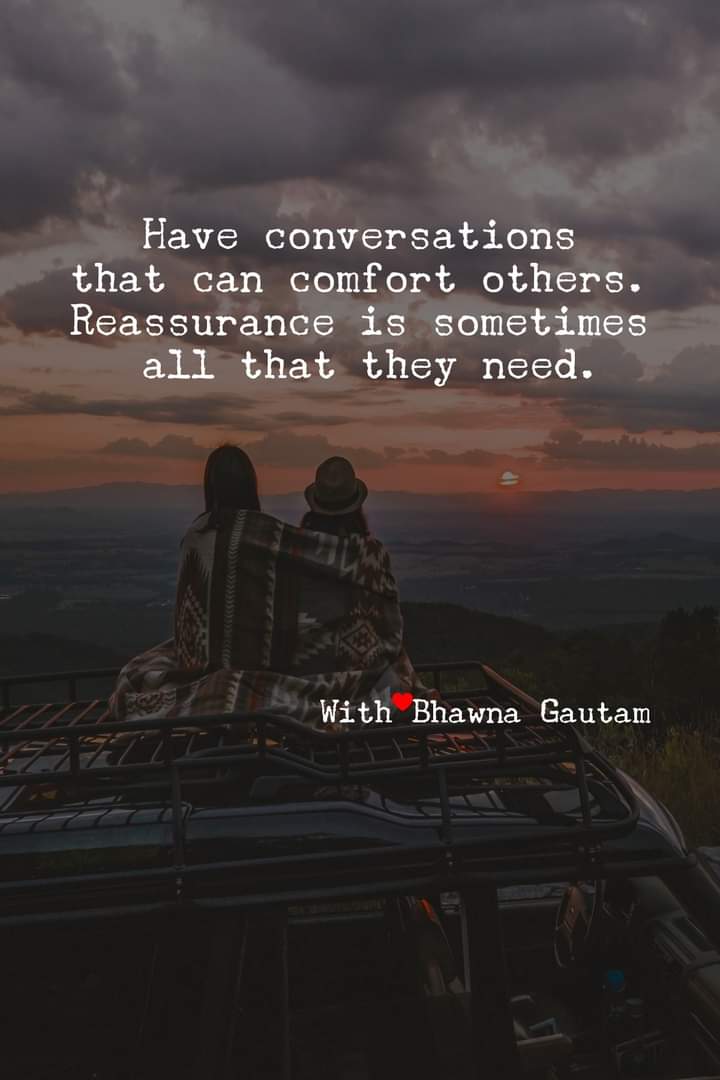 Have conversations
that can comfort others.
Reassurance is sometimes
all that they need.
With❤Bhawna Gautam